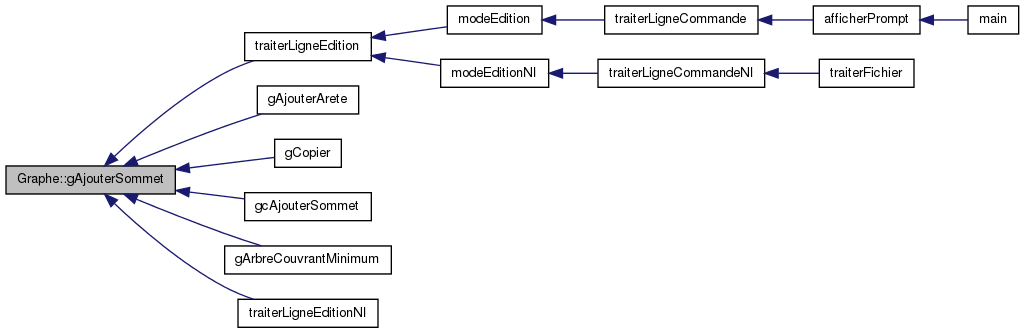 modeEdition
traiterLigneCommande
afficherPrompt
main
traiterLigneEdition
modeEditionNI
traiterLigneCommandeNI
traiterFichier
gAjouterArete
gCopier
Graphe::gAjouterSommet
gcAjouterSommet
gArbreCouvrantMinimum
traiterLigneEditionNI